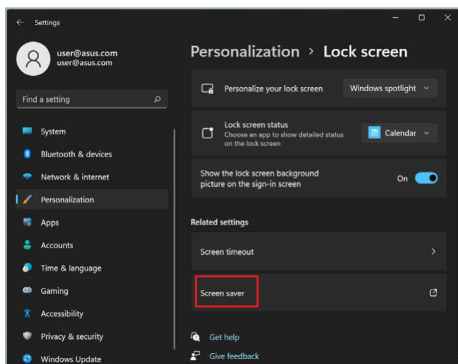 Settings
user@asus.com
user@asus.com
Find a setting
System
Bluetooth & devices
Network & internet
Personalization
Apps
Accounts
Time & language
Gaming
Accessibility
Privacy & security
Windows Update
Personalization > Lock screen
Personalize your lock screen
Windows spotlight
Lock screen status
Choose an app to show detailed status
on the lock screen
Calendar
Show the lock screen background
picture on the sign-in screen
On
Related settings
Screen timeout
Screen saver
Get help
Give feedback